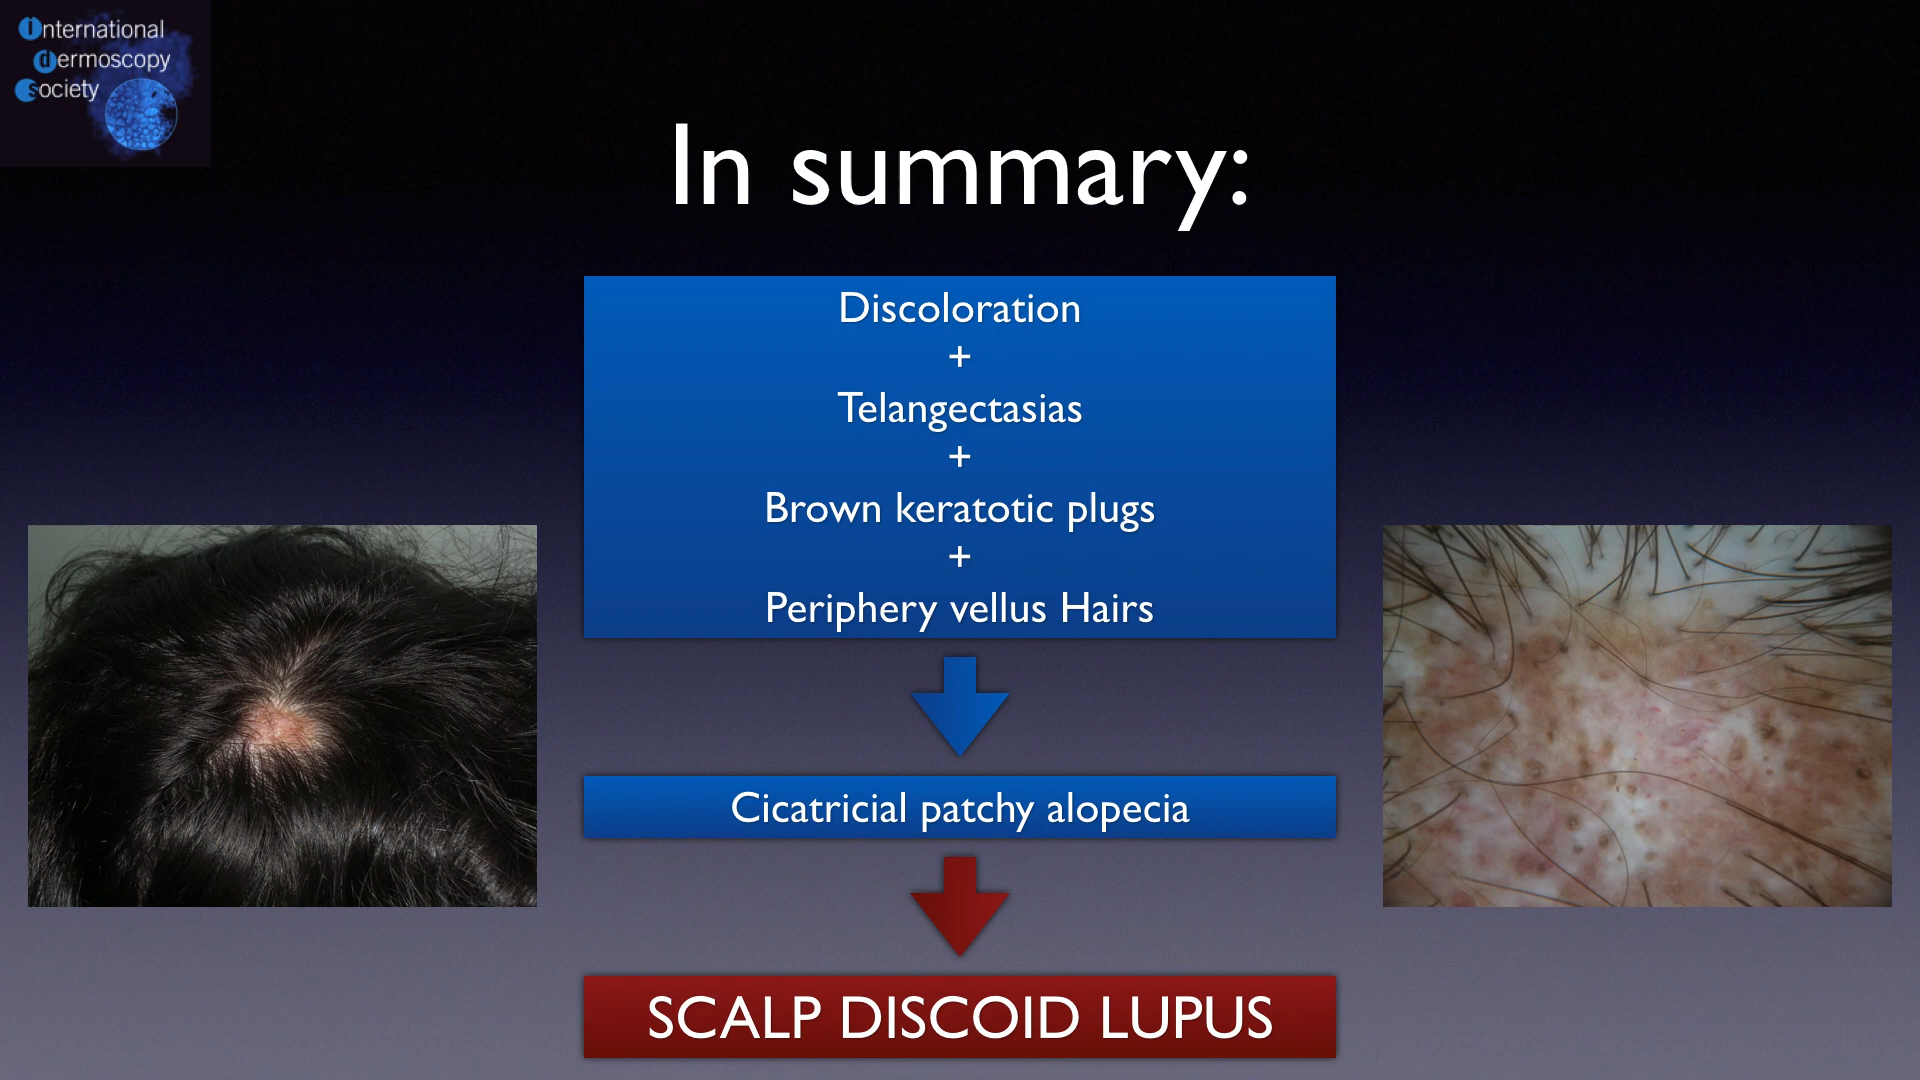 International
dermoscopy
Society
In summary:
Discoloration
+
Telangectasias
+
Brown keratotic plugs
+
Periphery vellus Hairs
Cicatricial patchy alopecia
SCALP DISCOID LUPUS